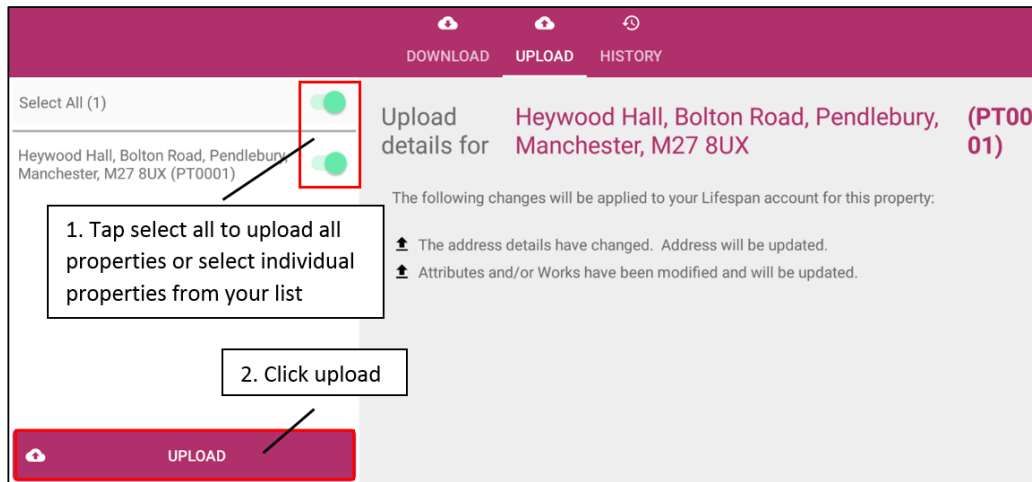 DOWNLOAD UPLOAD HISTORY
Select All (1)
Heywood Hall, Bolton Road, Pendlebury,
Manchester, M27 8UX (PT0001)
1. Tap select all to upload all
properties or select individual
properties from your list
2. Click upload
UPLOAD
Upload
details for
Heywood Hall, Bolton Road, Pendlebury,
Manchester, M27 8UX
(PT00
01)
The following changes will be applied to your Lifespan account for this property:
The address details have changed. Address will be updated.
Attributes and/or Works have been modified and will be updated.